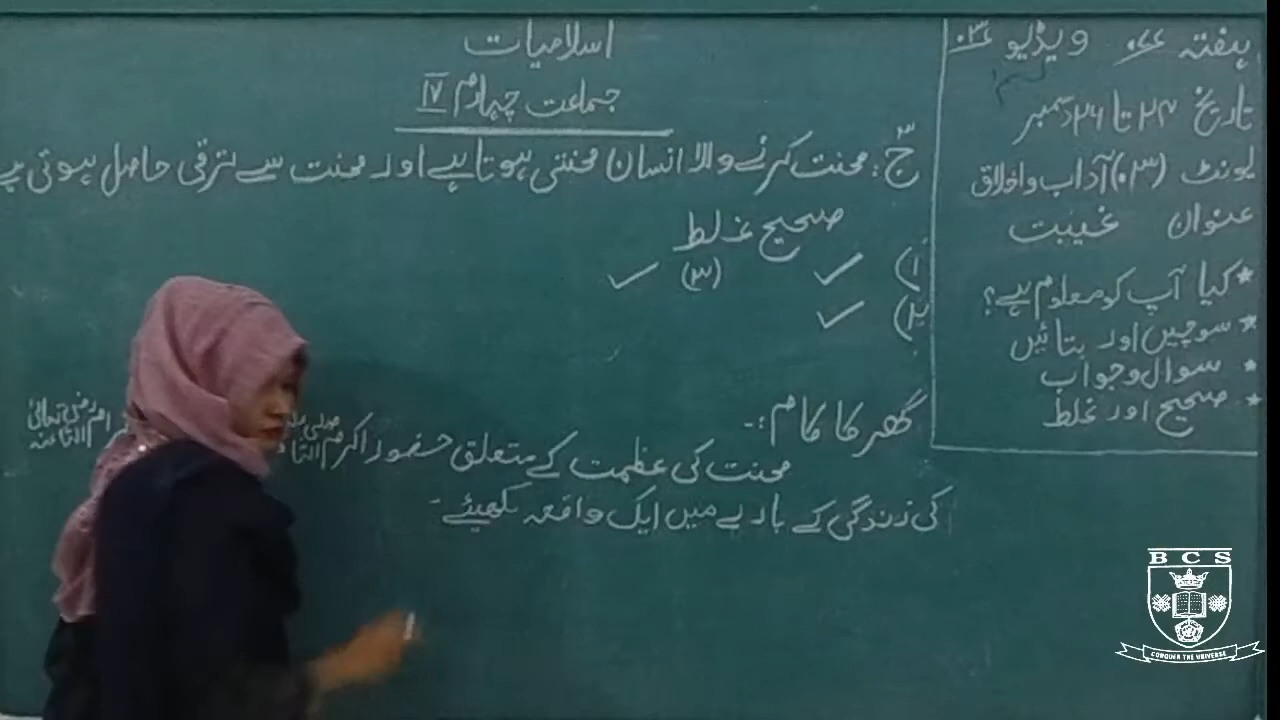 اسلامیات
جماعت چہارم IV
ج۳: محنت کرنے والا انسان محنتی ہوتا ہے اور محنت سے ترقی حاصل ہوتی ہے
صحیح غلط
(۱ ✓ (۳) ✓
(۲ ✓
گھر کا کام :-
محنت کی عظمت کے متعلق حضور اکرم
کی زندگی کے بارے میں ایک واقعہ لکھیئے۔
ہفتہ ویڈیو
تاریخ ۲۴ تا ۲۶ دسمبر
یونٹ (۰۳) آداب و اخلاق
عنوان غیبت
* کیا آپ کو معلوم ہے؟
* سوچیں اور بتائیں
* سوال و جواب
* صحیح اور غلط
BCS
CONQUER THE UNIVERSE